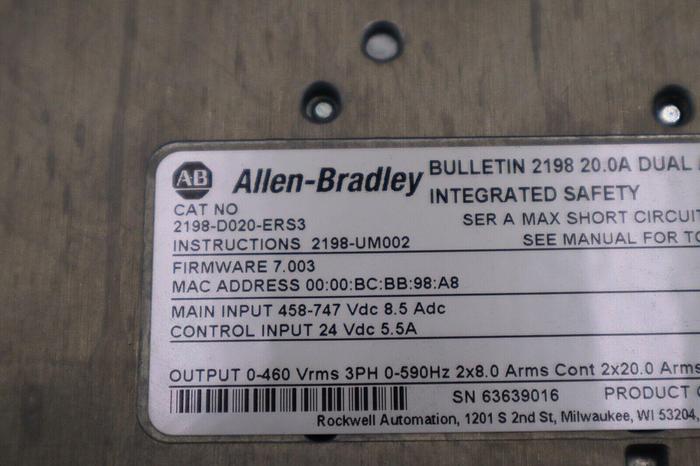 AB Allen-Bradley BULLETIN 2198 20.0A DUAL
INTEGRATED SAFETY
CAT NO
2198-D020-ERS3
SER A MAX SHORT CIRCUIT
INSTRUCTIONS 2198-UM002
SEE MANUAL FOR
FIRMWARE 7.003
MAC ADDRESS 00:00:BC:BB:98:A8
MAIN INPUT 458-747 Vdc 8.5 Adc
CONTROL INPUT 24 Vdc 5.5A
OUTPUT 0-460 Vrms 3PH 0-590Hz 2x8.0 Arms Cont 2x20.0 Arms
SN 63639016 PRODUCT
Rockwell Automation, 1201 S 2nd St, Milwaukee, WI 53204,